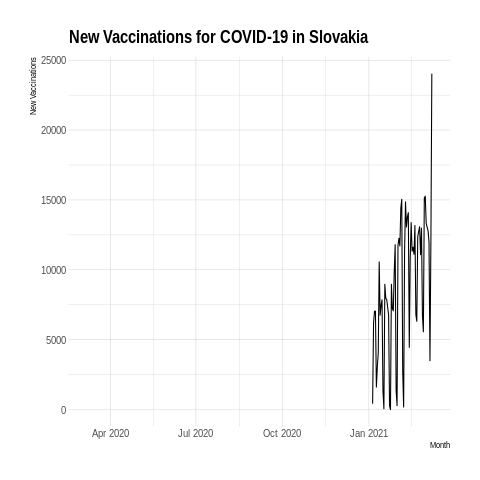 New Vaccinations for COVID-19 in Slovakia
New Vaccinations
25000
20000
15000
10000
5000
0
Apr 2020
Jul 2020
Oct 2020
Jan 2021
Month